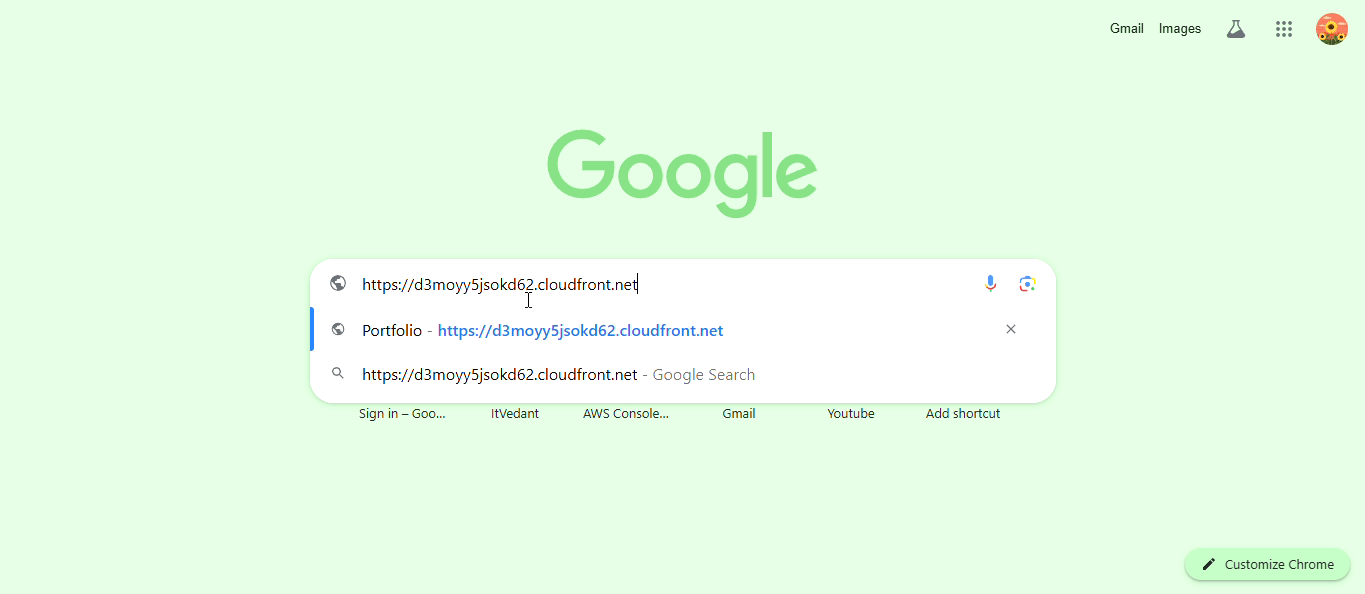 Gmail Images
Google
https://d3moyy5jsokd62.cloudfront.net
Portfolio - https://d3moyy5jsokd62.cloudfront.net
https://d3moyy5jsokd62.cloudfront.net - Google Search
Sign in – Goo... ItVedant AWS Console... Gmail Youtube Add shortcut
Customize Chrome